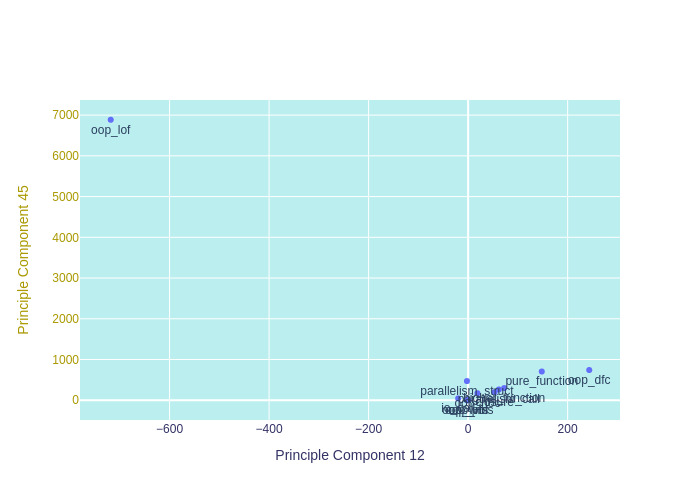 7000
6000
5000
4000
3000
2000
1000
0
−600
−400
−200
0
200
Principle Component 12
Principle Component 45
oop_lof
parallelism_struct
pure_function
oop_dfc